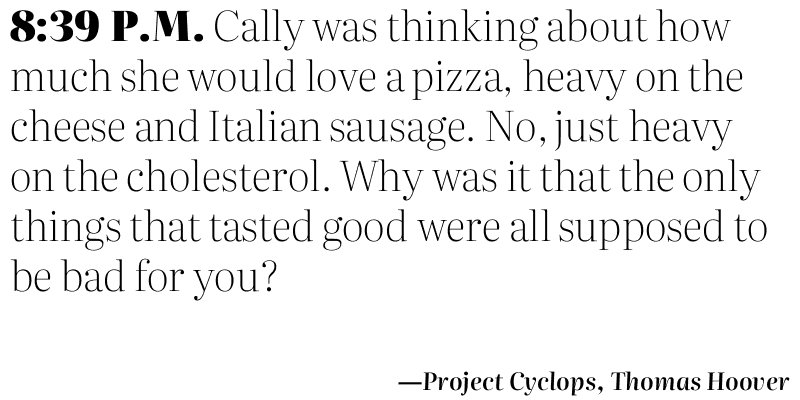 8:39 P.M. Cally was thinking about how
much she would love a pizza, heavy on the
cheese and Italian sausage. No, just heavy
on the cholesterol. Why was it that the only
things that tasted good were all supposed to
be bad for you?
—Project Cyclops, Thomas Hoover